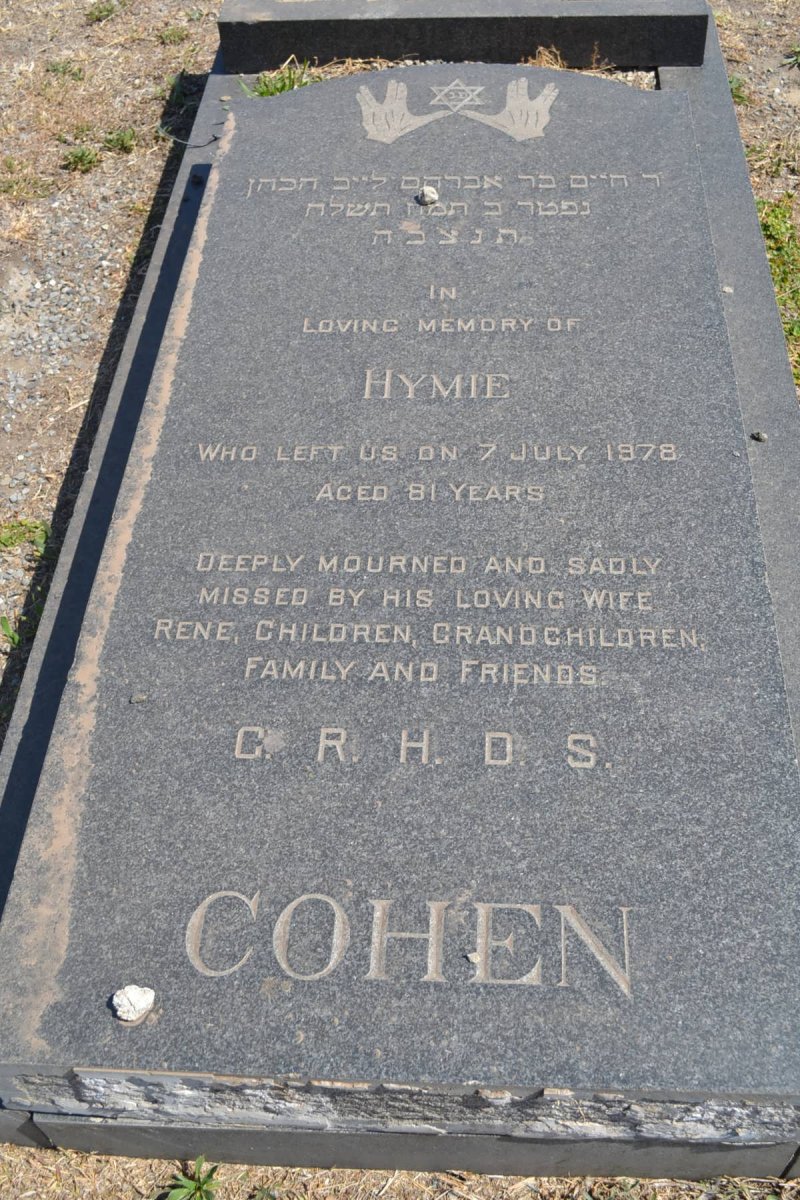 ר חיים בר אברהם לייב הכהן
נפטר ב תמוז תשלח
ת נ צ ב ה
IN
LOVING MEMORY OF
HYMIE
WHO LEFT US ON 7 JULY 1978
AGED 81 YEARS
DEEPLY MOURNED AND SADLY
MISSED BY HIS LOVING WIFE
RENE, CHILDREN, GRANDCHILDREN,
FAMILY AND FRIENDS.
G. R. H. D. S.
COHEN